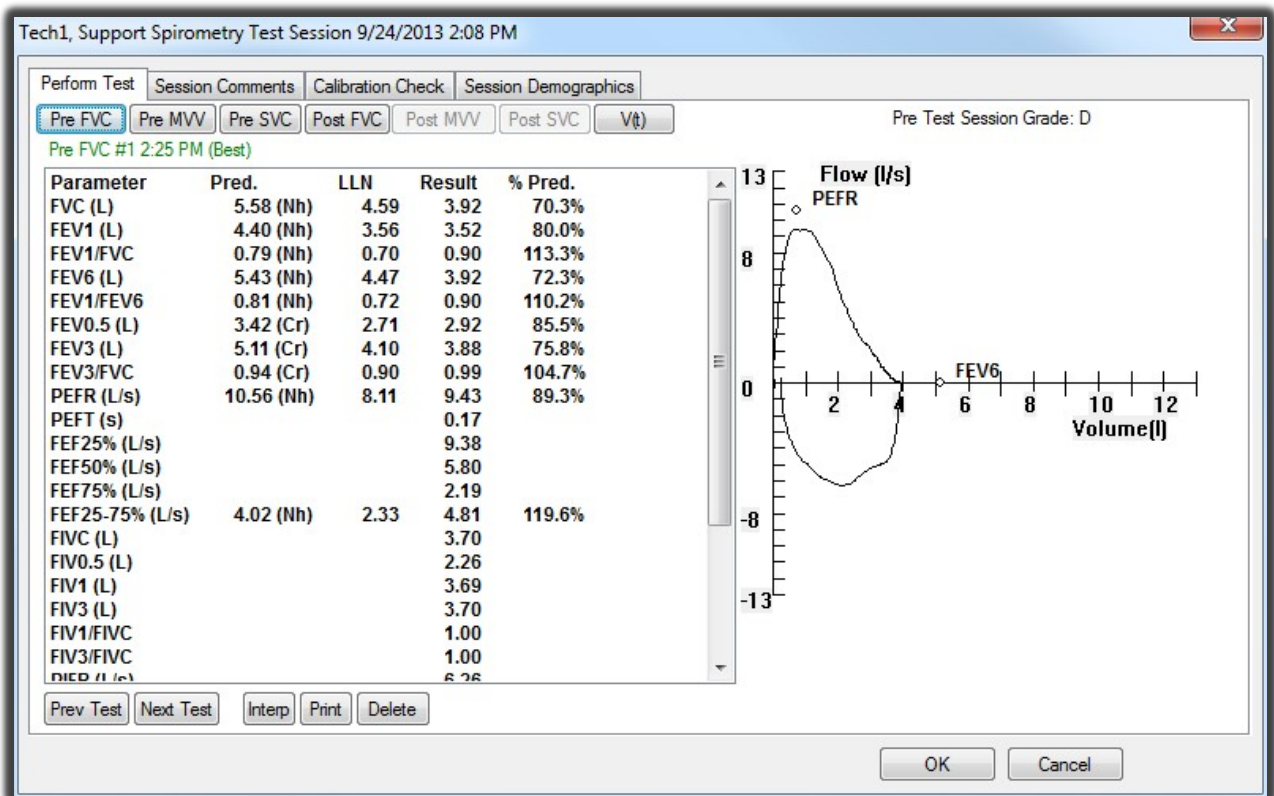 Tech1, Support Spirometry Test Session 9/24/2013 2:08 PM
Perform Test Session Comments Calibration Check Session Demographics
Pre FVC Pre MVV Pre SVC Post FVC Post MVV Post SVC V(t) Pre Test Session Grade: D
Pre FVC #1 2:25 PM (Best)
Parameter Pred. LLN Result % Pred.
FVC (L) 5.58 (Nh) 4.59 3.92 70.3%
FEV1 (L) 4.40 (Nh) 3.56 3.52 80.0%
FEV1/FVC 0.79 (Nh) 0.70 0.90 113.3%
FEV6 (L) 5.43 (Nh) 4.47 3.92 72.3%
FEV1/FEV6 0.81 (Nh) 0.72 0.90 110.2%
FEV0.5 (L) 3.42 (Cr) 2.71 2.92 85.5%
FEV3 (L) 5.11 (Cr) 4.10 3.88 75.8%
FEV3/FVC 0.94 (Cr) 0.90 0.99 104.7%
PEFR (L/s) 10.56 (Nh) 8.11 9.43 89.3%
PEFT (s) 0.17
FEF25% (L/s) 9.38
FEF50% (L/s) 5.80
FEF75% (L/s) 2.19
FEF25-75% (L/s) 4.02 (Nh) 2.33 4.81 119.6%
FIVC (L) 3.70
FIV0.5 (L) 2.26
FIV1 (L) 3.69
FIV3 (L) 3.70
FIV1/FIVC 1.00
FIV3/FIVC 1.00
PIFR (L/s) 6.26
13 Flow (l/s)
PEFR
8
0 FEV6
2 4 6 8 10 12
Volume(l)
-8
-13
Prev Test Next Test Interp Print Delete
OK Cancel